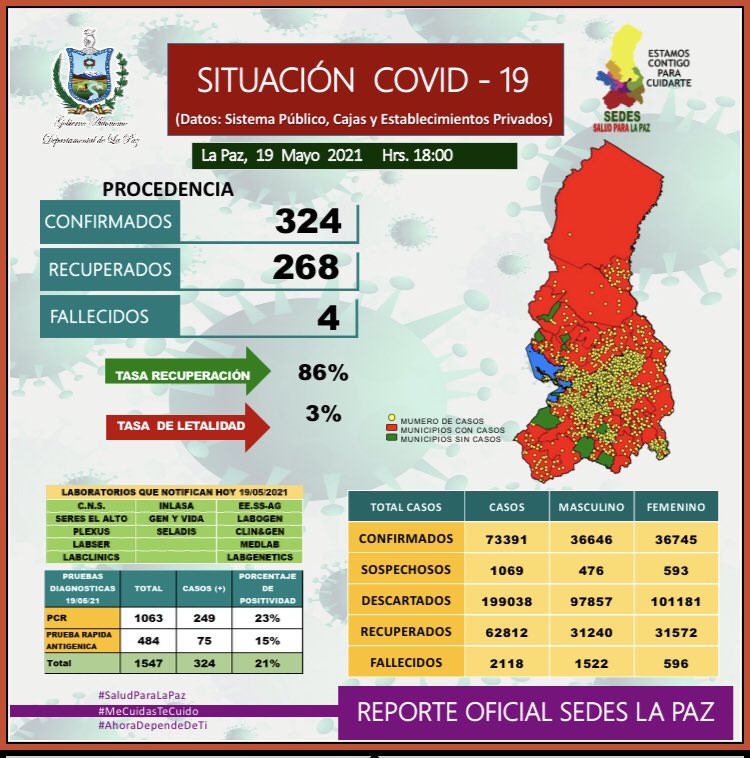 Gobierno Autónomo
Departamental de La Paz
SITUACIÓN COVID - 19
(Datos: Sistema Público, Cajas y Establecimientos Privados)
ESTAMOS
CONTIGO
PARA
CUIDARTE
SEDES
SALUD PARA LA PAZ
La Paz, 19 Mayo 2021 Hrs. 18:00
PROCEDENCIA
CONFIRMADOS 324
RECUPERADOS 268
FALLECIDOS 4
TASA RECUPERACIÓN 86%
TASA DE LETALIDAD 3%
MUMERO DE CASOS
MUNICIPIOS CON CASOS
MUNICIPIOS SIN CASOS
LABORATORIOS QUE NOTIFICAN HOY 19/05/2021
C.N.S. INLASA EE.SS-AG
SERES EL ALTO GEN Y VIDA LABOGEN
PLEXUS SELADIS CLIN&GEN
LABSER MEDLAB
LABCLINICS LABGENETICS
PRUEBAS DIAGNOSTICAS 19/05/21 TOTAL CASOS (+) PORCENTAJE DE POSITIVIDAD
PCR 1063 249 23%
PRUEBA RAPIDA ANTIGENICA 484 75 15%
Total 1547 324 21%
TOTAL CASOS CASOS MASCULINO FEMENINO
CONFIRMADOS 73391 36646 36745
SOSPECHOSOS 1069 476 593
DESCARTADOS 199038 97857 101181
RECUPERADOS 62812 31240 31572
FALLECIDOS 2118 1522 596
#SaludParaLaPaz
#MeCuidasTeCuido
#AhoraDependeDeTi
REPORTE OFICIAL SEDES LA PAZ